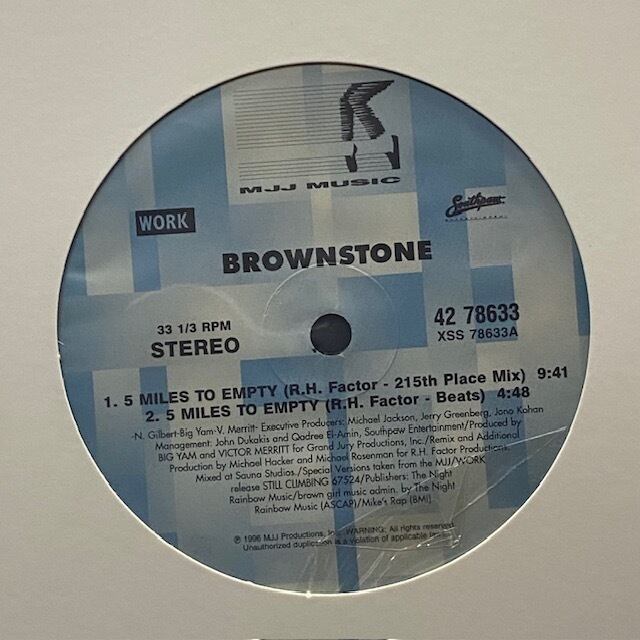 MJJ MUSIC
WORK
Southpaw
ENTERTAINMENT
BROWNSTONE
33 1/3 RPM
STEREO
42 78633
XSS 78633A
1. 5 MILES TO EMPTY (R.H. Factor - 215th Place Mix) 9:41
2. 5 MILES TO EMPTY (R.H. Factor - Beats) 4:48
-N. Gilbert-Big Yam-V. Merritt- Executive Producers: Michael Jackson, Jerry Greenberg, Jono Kohan
Management: John Dukakis and Qadree El-Amin, Southpaw Entertainment/Produced by
BIG YAM and VICTOR MERRITT for Grand Jury Productions, Inc./Remix and Additional
Production by Michael Hacker and Michael Rosenman for R.H. Factor Productions
Mixed at Sauna Studios/Special Versions taken from the MJJ/WORK
release STILL CLIMBING 67524/Publishers: The Night
Rainbow Music/brown girl music admin. by The Night
Rainbow Music (ASCAP)/Mike's Rap (BMI).
℗ 1996 MJJ Productions, Inc. WARNING: All rights reserved.
Unauthorized duplication is a violation of applicable laws.